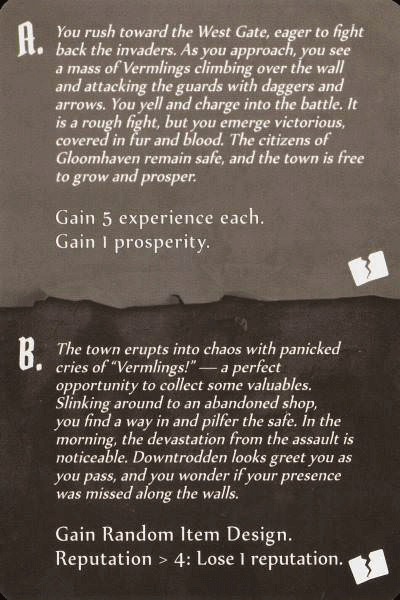 A. You rush toward the West Gate, eager to fight
back the invaders. As you approach, you see
a mass of Vermlings climbing over the wall
and attacking the guards with daggers and
arrows. You yell and charge into the battle. It
is a rough fight, but you emerge victorious,
covered in fur and blood. The citizens of
Gloomhaven remain safe, and the town is free
to grow and prosper.
Gain 5 experience each.
Gain 1 prosperity.
B. The town erupts into chaos with panicked
cries of “Vermlings!” — a perfect
opportunity to collect some valuables.
Slinking around to an abandoned shop,
you find a way in and pilfer the safe. In the
morning, the devastation from the assault is
noticeable. Downtrodden looks greet you as
you pass, and you wonder if your presence
was missed along the walls.
Gain Random Item Design.
Reputation > 4: Lose 1 reputation.